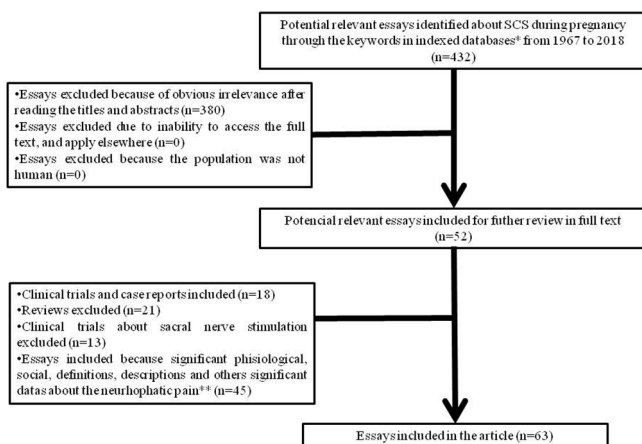 Potential relevant essays identified about SCS during pregnancy
through the keywords in indexed databases* from 1967 to 2018
(n=432)
•Essays excluded because of obvious irrelevance after
reading the titles and abstracts (n=380)
•Essays excluded due to inability to access the full
text, and apply elsewhere (n=0)
•Essays excluded because the population was not
human (n=0)
Potencial relevant essays included for futher review in full text
(n=52)
•Clinical trials and case reports included (n=18)
•Reviews excluded (n=21)
•Clinical trials about sacral nerve stimulation
excluded (n=13)
•Essays included because significant phisiological,
social, definitions, descriptions and others significant
datas about the neurhophatic pain** (n=45)
Essays included in the article (n=63)